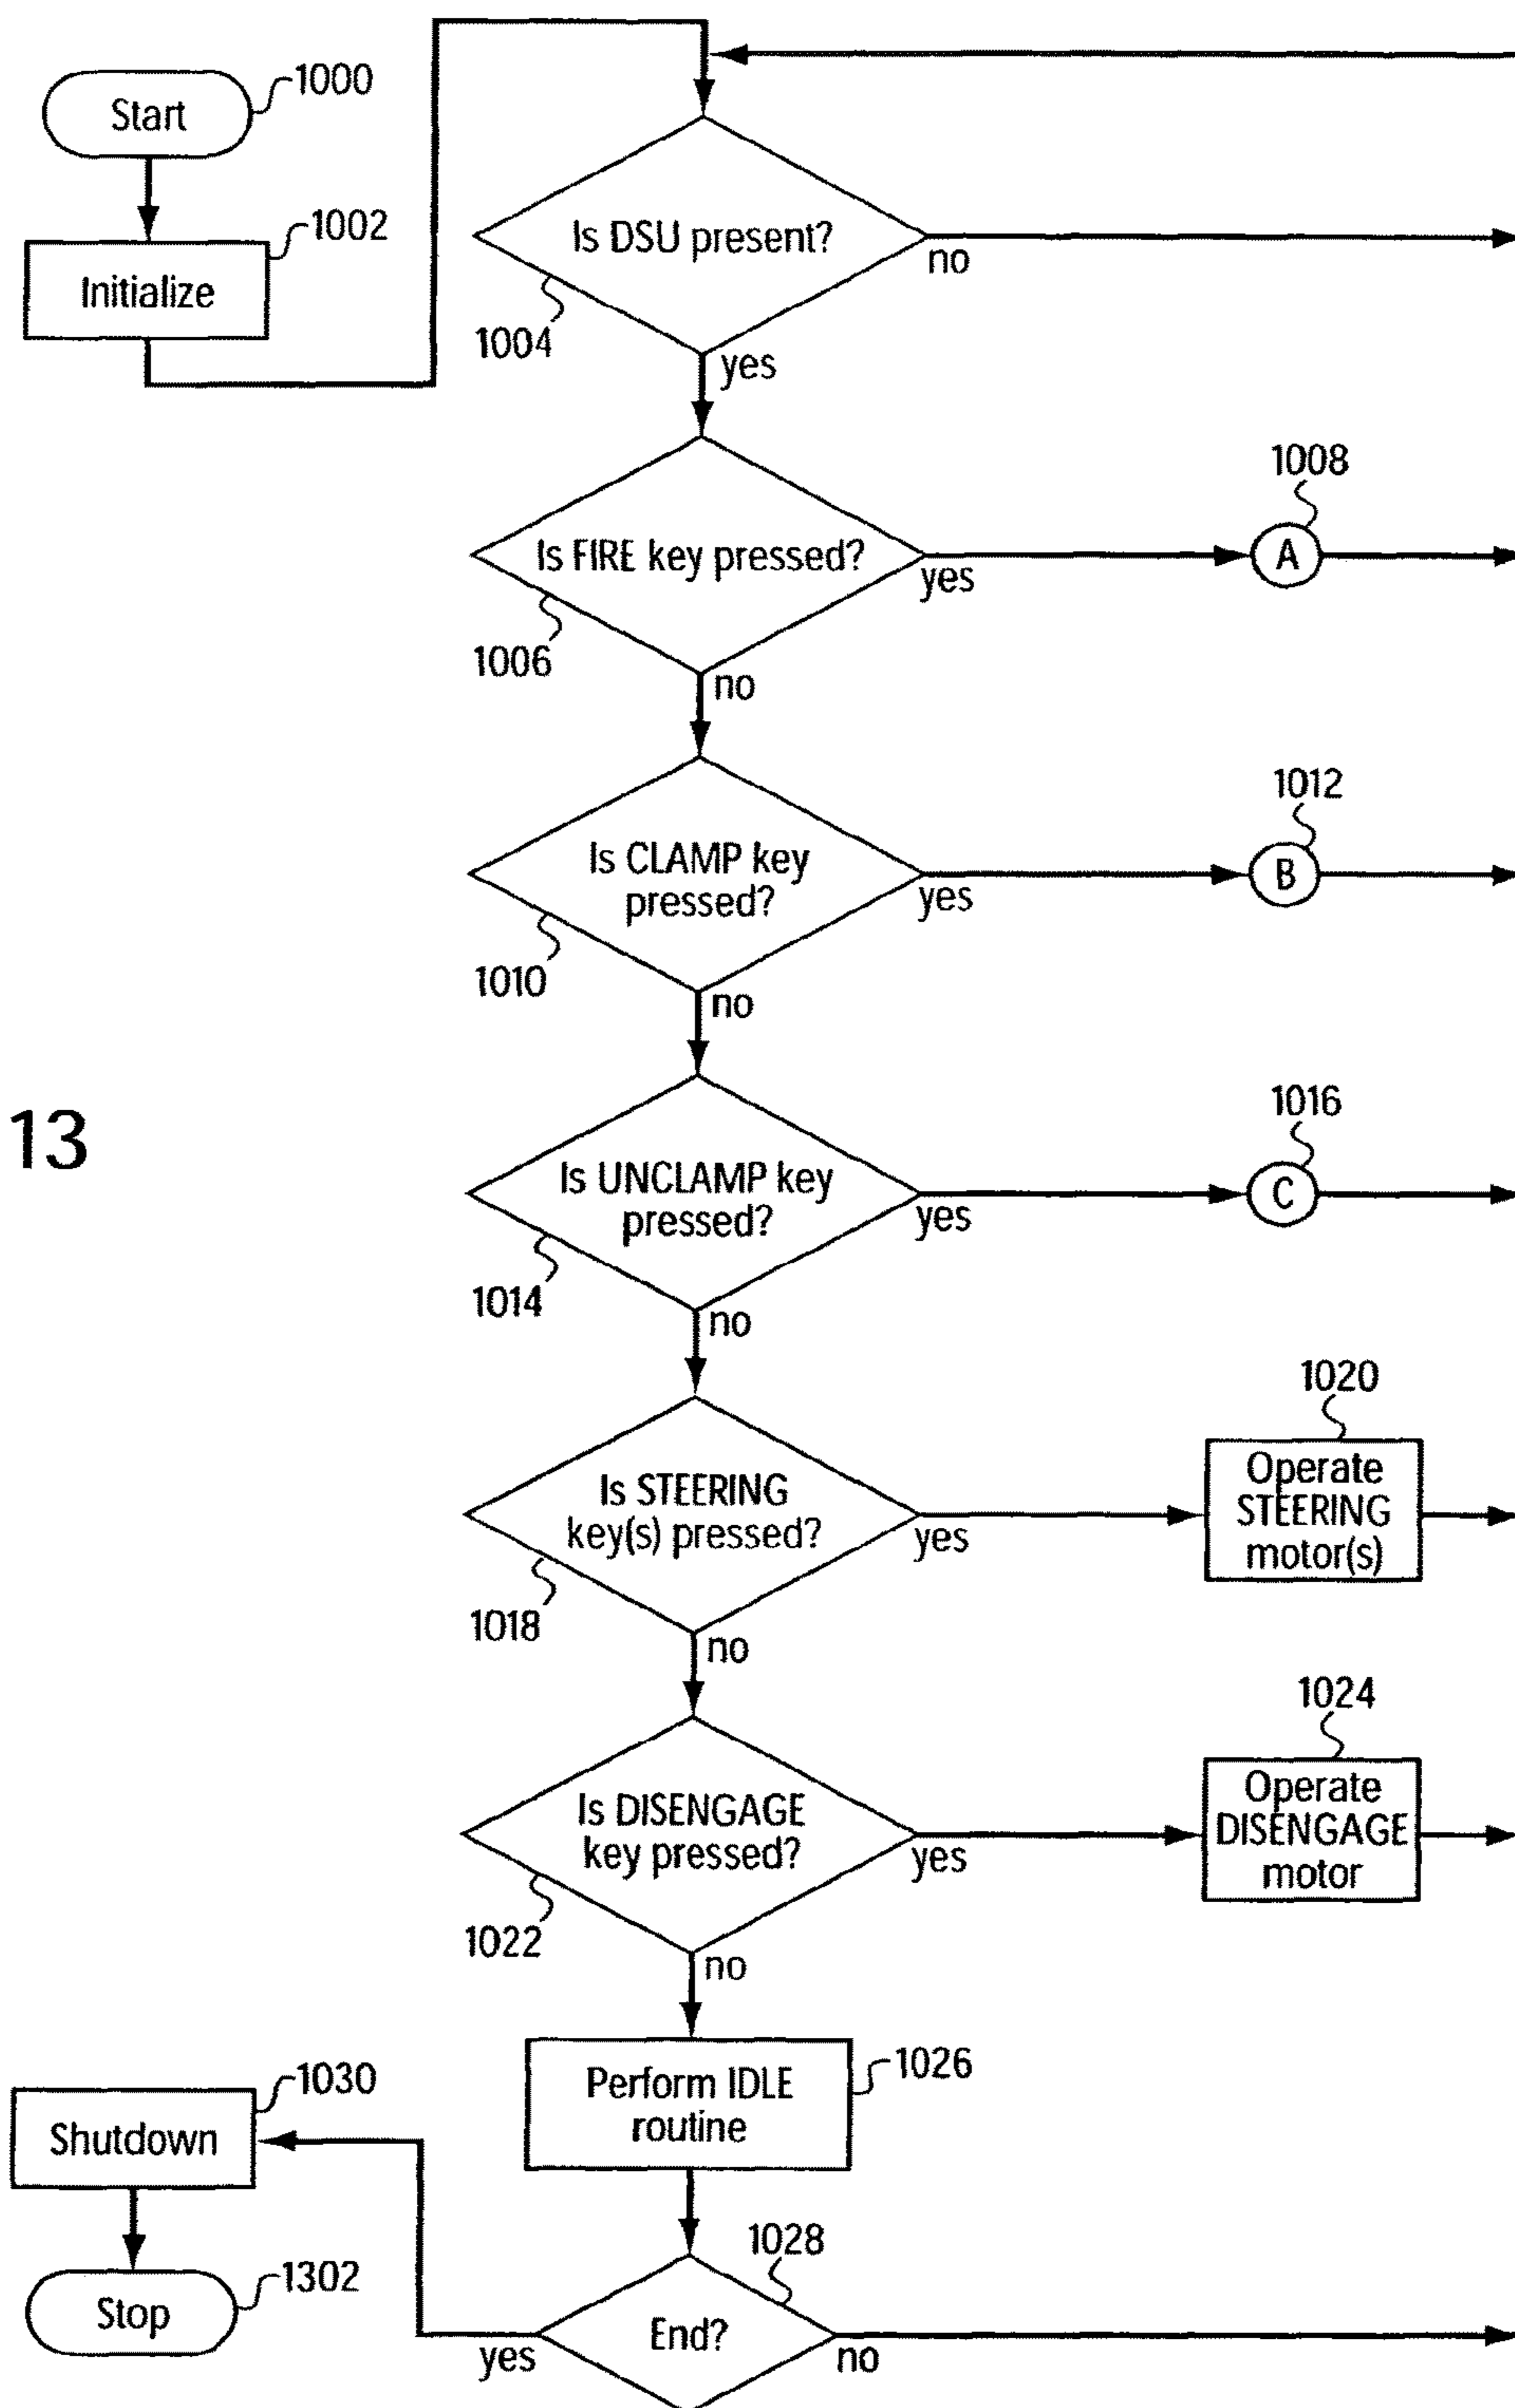 Start
1000
Initialize
1002
Is DSU present?
no
1004
yes
Is FIRE key pressed?
yes
1008
A
1006
no
Is CLAMP key
pressed?
yes
1012
B
1010
no
13
Is UNCLAMP key
pressed?
yes
1016
C
1014
no
Is STEERING
key(s) pressed?
yes
1020
Operate
STEERING
motor(s)
1018
no
Is DISENGAGE
key pressed?
yes
1024
Operate
DISENGAGE
motor
1022
no
Perform IDLE
routine
1026
1030
Shutdown
1302
Stop
1028
End?
yes
no